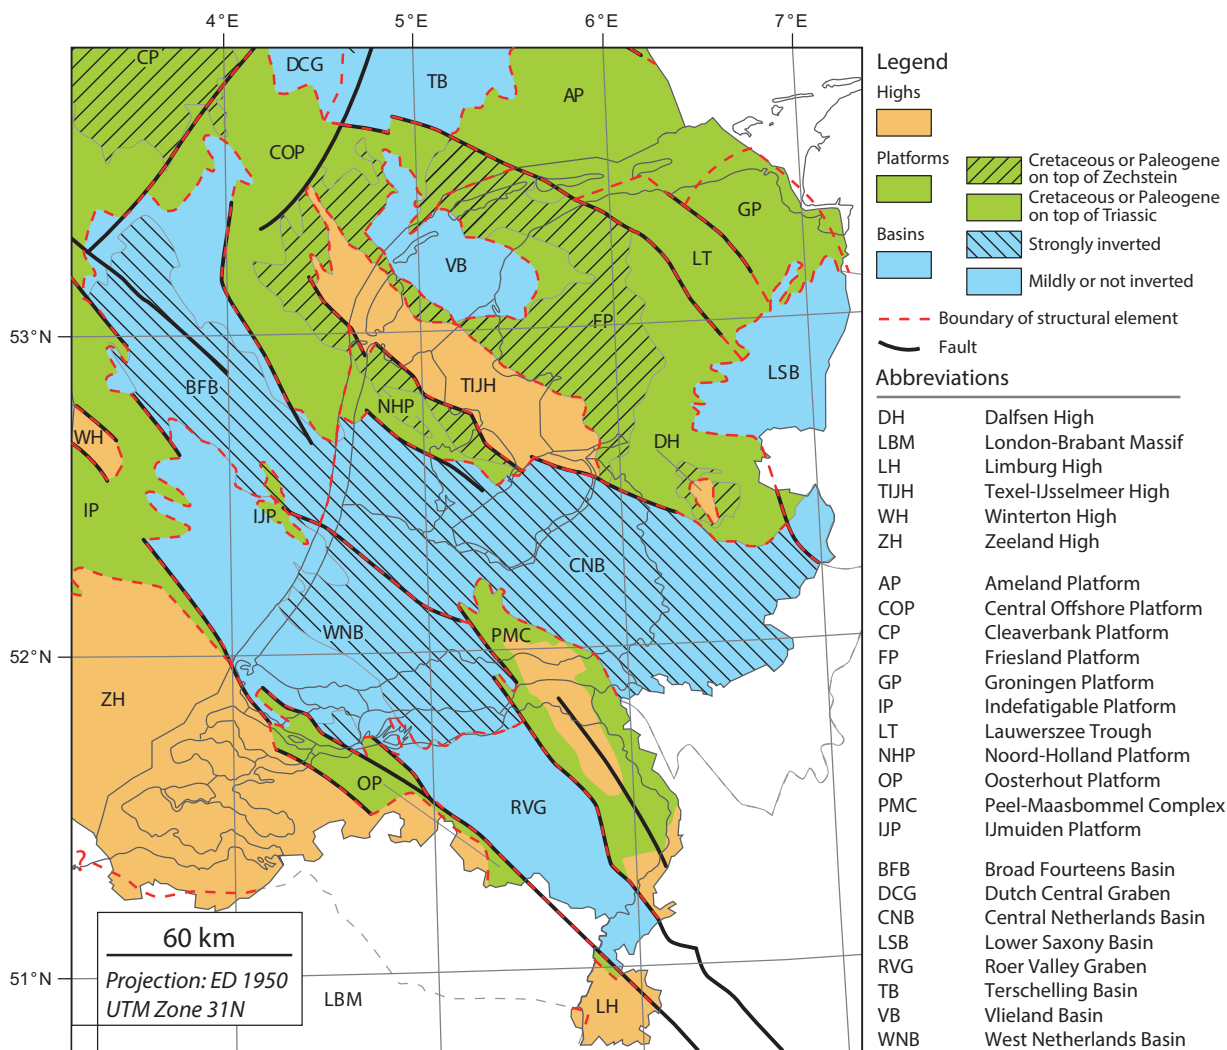 4°E
5°E
6°E
7°E
CP
DCG
TB
AP
COP
GP
LT
VB
53°N
FP
LSB
BFB
TIJH
NHP
WH
DH
IP
IJP
CNB
WNB
PMC
52°N
ZH
OP
RVG
?
60 km
Projection: ED 1950
UTM Zone 31N
51°N
LBM
LH
Legend
Highs
Platforms
Cretaceous or Paleogene
on top of Zechstein
Cretaceous or Paleogene
on top of Triassic
Basins
Strongly inverted
Mildly or not inverted
Boundary of structural element
Fault
Abbreviations
DH Dalfsen High
LBM London-Brabant Massif
LH Limburg High
TIJH Texel-IJsselmeer High
WH Winterton High
ZH Zeeland High
AP Ameland Platform
COP Central Offshore Platform
CP Cleaverbank Platform
FP Friesland Platform
GP Groningen Platform
IP Indefatigable Platform
LT Lauwerszee Trough
NHP Noord-Holland Platform
OP Oosterhout Platform
PMC Peel-Maasbommel Complex
IJP IJmuiden Platform
BFB Broad Fourteens Basin
DCG Dutch Central Graben
CNB Central Netherlands Basin
LSB Lower Saxony Basin
RVG Roer Valley Graben
TB Terschelling Basin
VB Vlieland Basin
WNB West Netherlands Basin